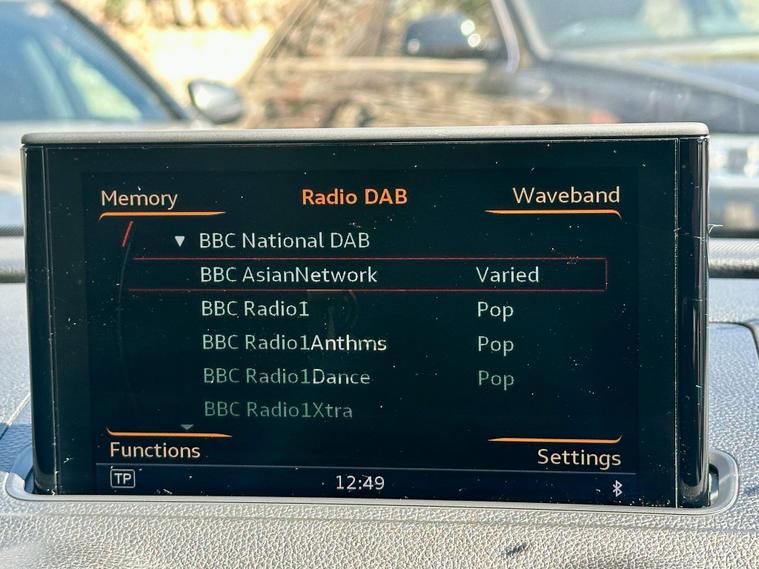 Memory Radio DAB Waveband
▼ BBC National DAB
BBC AsianNetwork Varied
BBC Radio1 Pop
BBC Radio1Anthms Pop
BBC Radio1Dance Pop
BBC Radio1Xtra
Functions Settings
TP 12:49